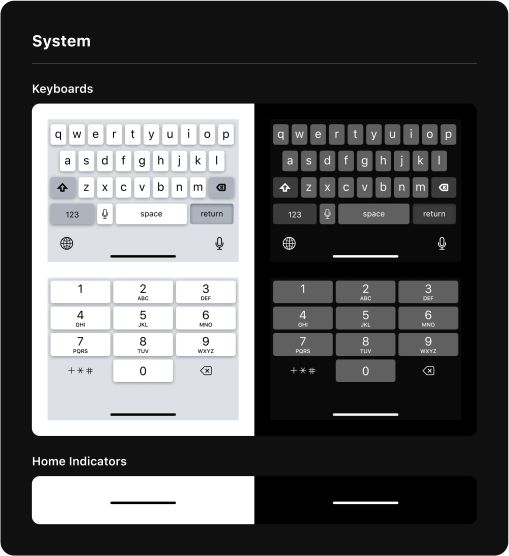 System
Keyboards
q w e r t y u i o p
q w e r t y u i o p
a s d f g h j k l
a s d f g h j k l
z x c v b n m
z x c v b n m
123 space return
123 space return
1 2 3
ABC DEF
4 5 6
GHI JKL MNO
7 8 9
PQRS TUV WXYZ
+*# 0
1 2 3
ABC DEF
4 5 6
GHI JKL MNO
7 8 9
PQRS TUV WXYZ
+*# 0
Home Indicators